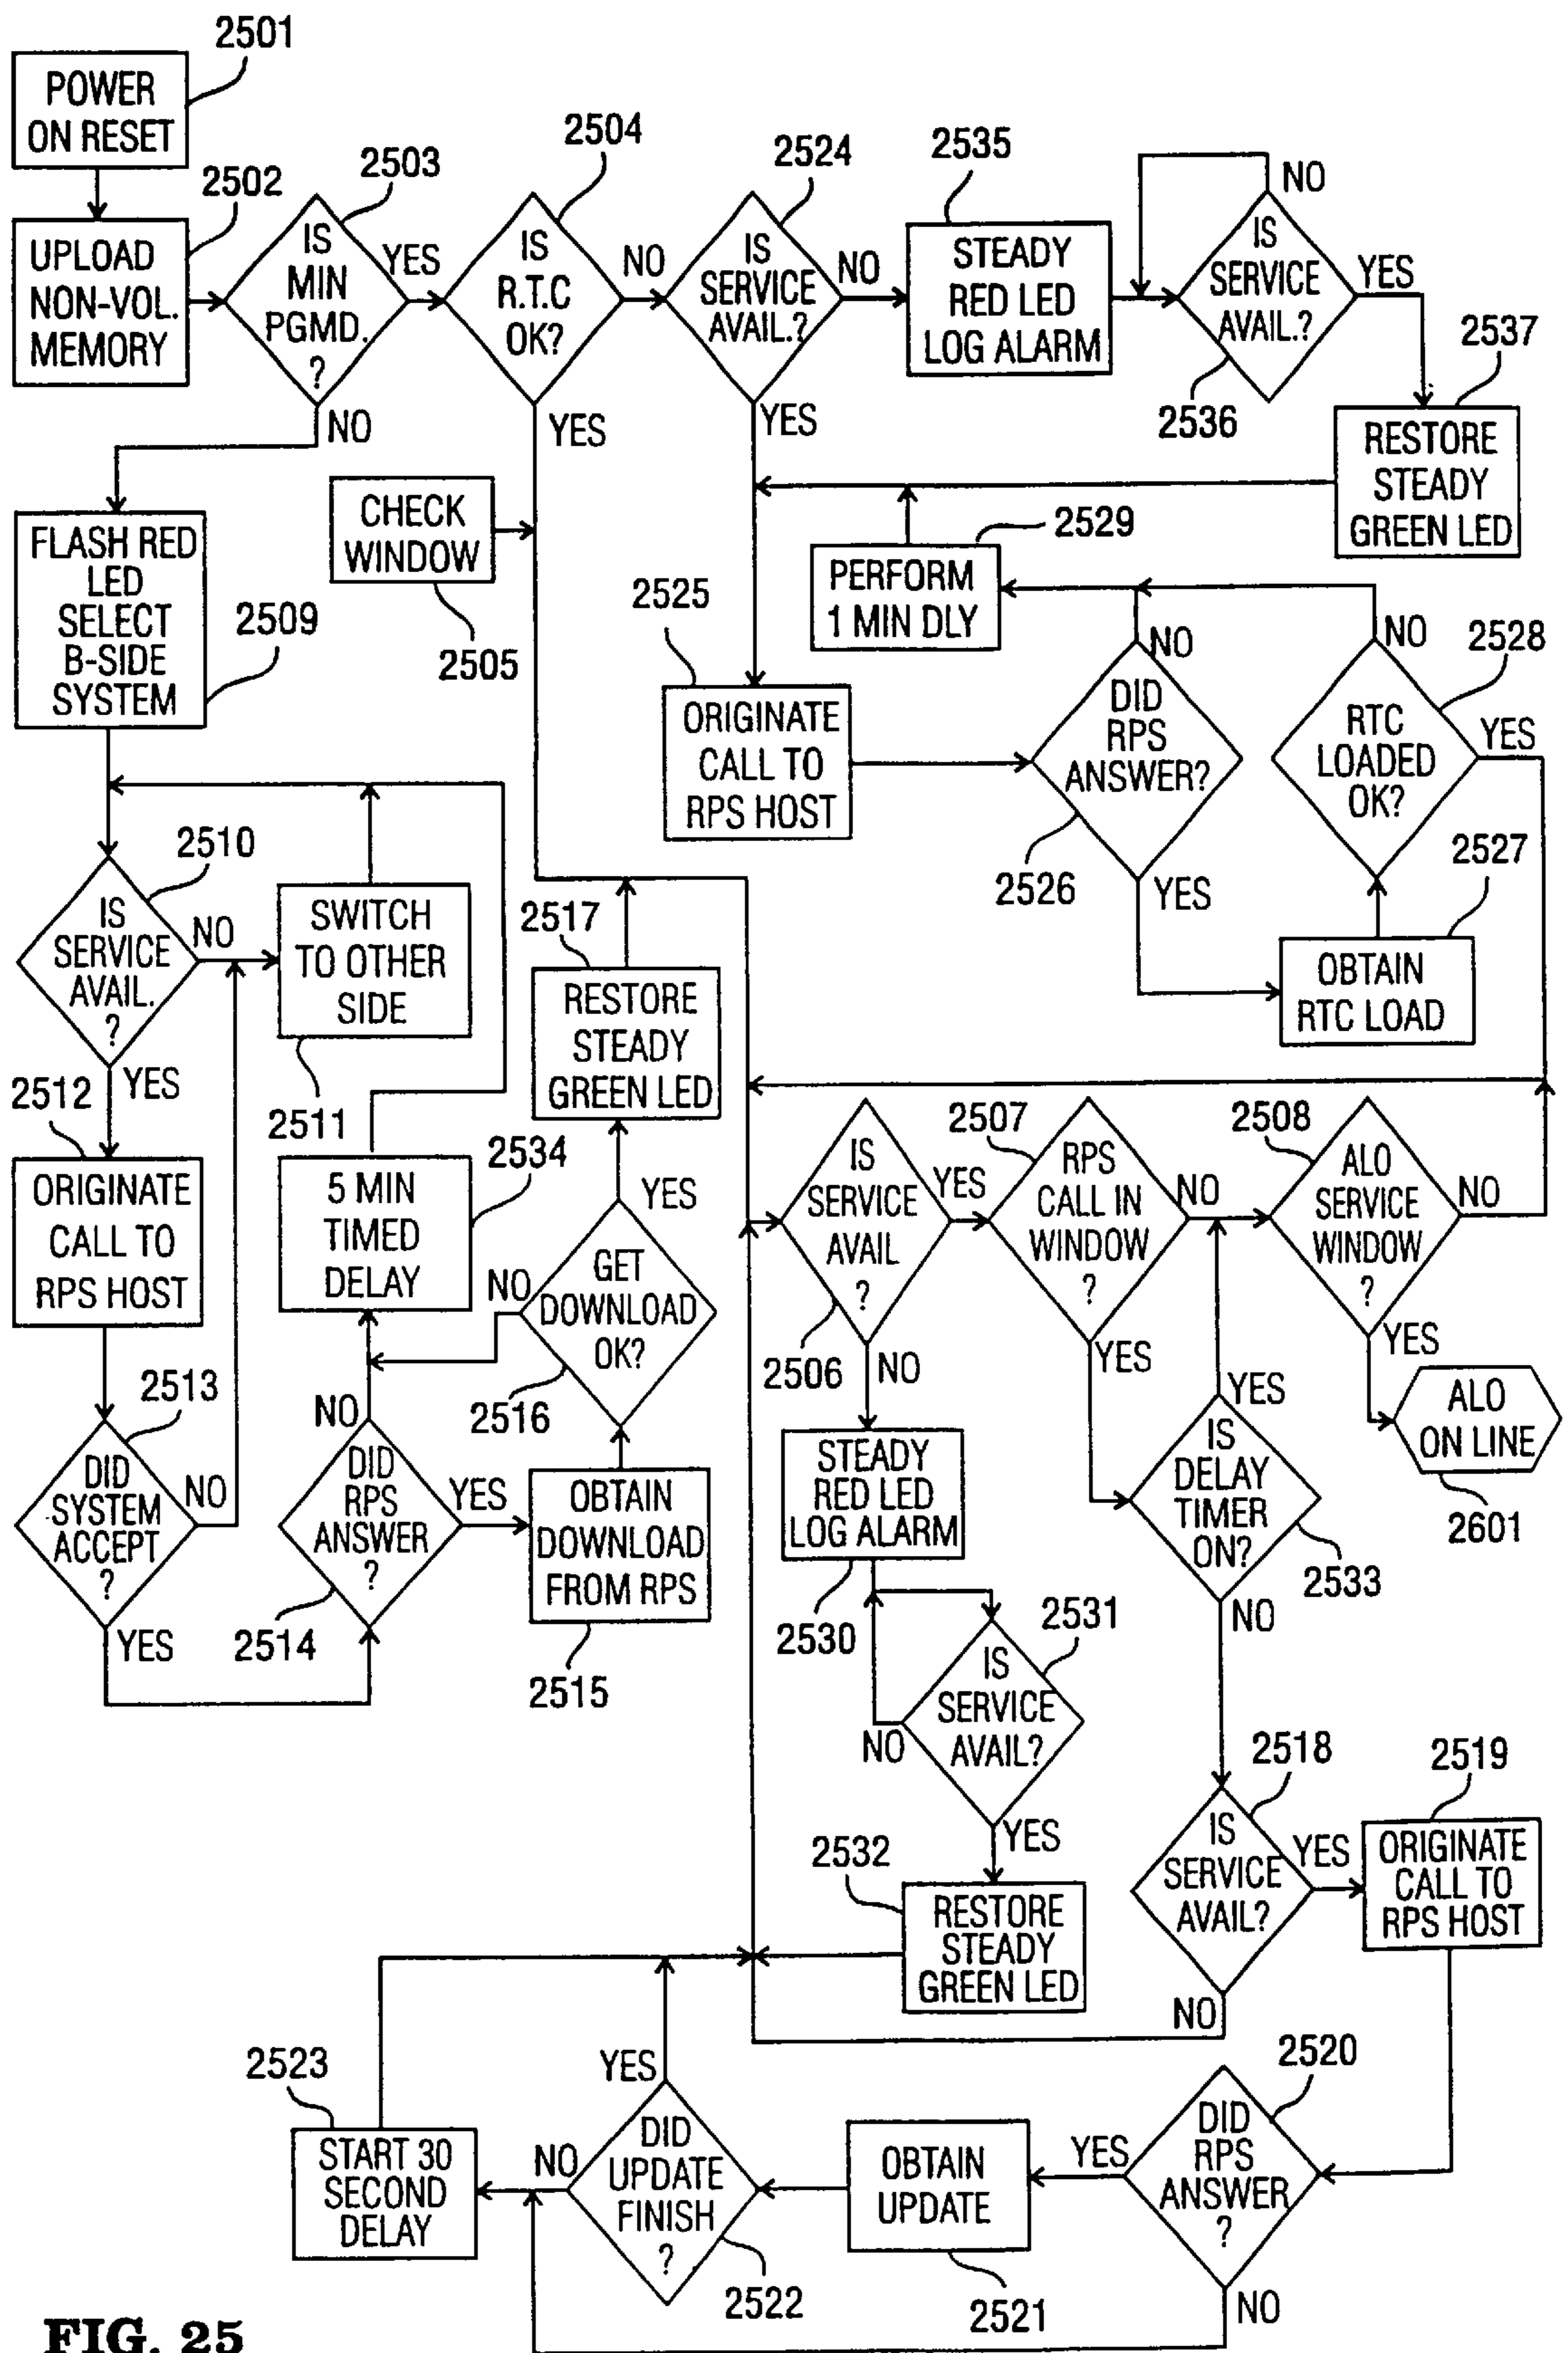 2501
POWER
ON RESET
2502
UPLOAD
NON-VOL.
MEMORY
2503
IS
MIN
PGMD.
?
YES
NO
2504
IS
R.T.C
OK?
NO
YES
2524
IS
SERVICE
AVAIL.?
NO
YES
2535
STEADY
RED LED
LOG ALARM
NO
IS
SERVICE
AVAIL.?
YES
2536
2537
RESTORE
STEADY
GREEN LED
FLASH RED
LED
SELECT
B-SIDE
SYSTEM
2509
CHECK
WINDOW
2505
2529
PERFORM
1 MIN DLY
2525
ORIGINATE
CALL TO
RPS HOST
NO
DID
RPS
ANSWER?
2526
YES
NO
2528
RTC
LOADED
OK?
YES
2527
OBTAIN
RTC LOAD
2510
IS
SERVICE
AVAIL.
?
NO
YES
SWITCH
TO OTHER
SIDE
2511
2517
RESTORE
STEADY
GREEN LED
2512
ORIGINATE
CALL TO
RPS HOST
2534
5 MIN
TIMED
DELAY
YES
GET
DOWNLOAD
OK?
NO
2516
2513
DID
SYSTEM
ACCEPT
?
NO
YES
NO
DID
RPS
ANSWER
?
YES
2514
OBTAIN
DOWNLOAD
FROM RPS
2515
IS
SERVICE
AVAIL
?
YES
2506
NO
2507
RPS
CALL IN
WINDOW
?
NO
YES
2508
ALO
SERVICE
WINDOW
?
NO
YES
ALO
ON LINE
2601
STEADY
RED LED
LOG ALARM
2530
YES
IS
DELAY
TIMER
ON?
2533
NO
2531
IS
SERVICE
AVAIL?
NO
YES
2532
RESTORE
STEADY
GREEN LED
2518
IS
SERVICE
AVAIL?
YES
NO
2519
ORIGINATE
CALL TO
RPS HOST
2520
DID
RPS
ANSWER
?
YES
NO
OBTAIN
UPDATE
2521
YES
DID
UPDATE
FINISH
?
NO
2522
2523
START 30
SECOND
DELAY
FIG. 25